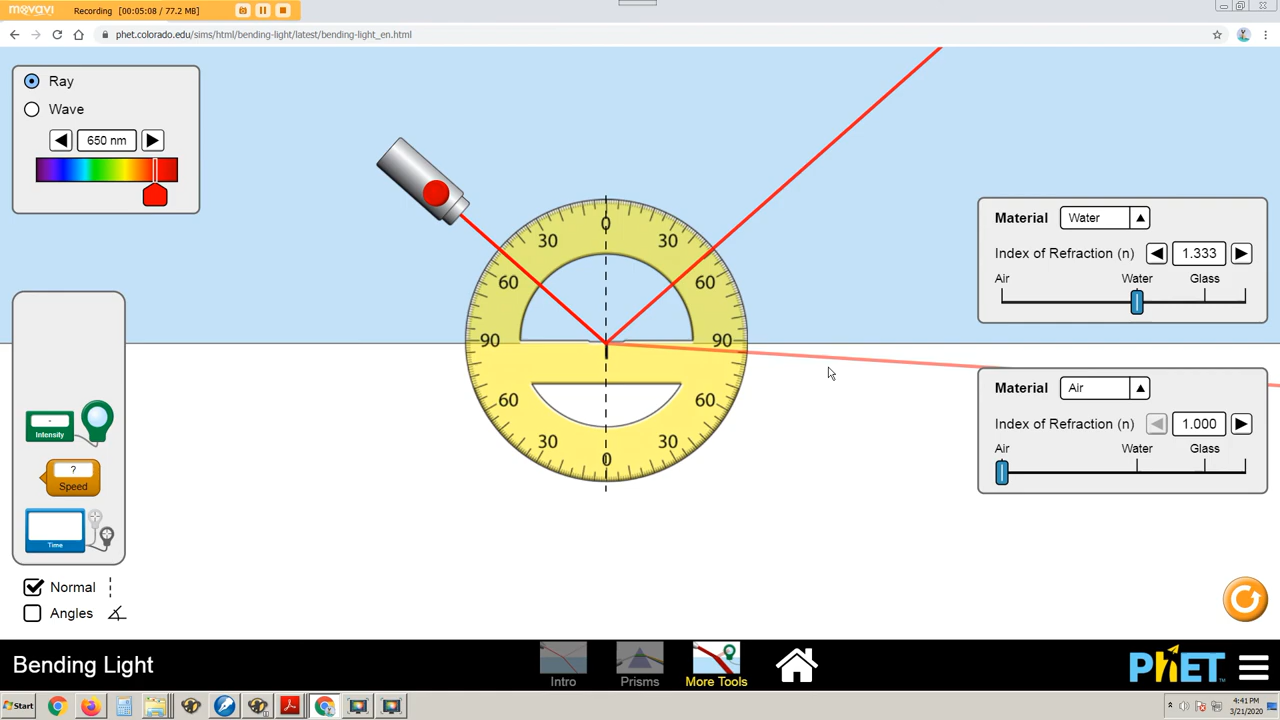 movavi Recording [00:05:08 / 77.2 MB]
phet.colorado.edu/sims/html/bending-light/latest/bending-light_en.html
Ray
Wave
650 nm
0
30 30
60 60
90 90
60 60
30 30
0
Material Water
Index of Refraction (n) 1.333
Air Water Glass
Material Air
Index of Refraction (n) 1.000
Air Water Glass
-
Intensity
?
Speed
Time
Normal
Angles
Bending Light
Intro
Prisms
More Tools
PhET
Start
4:41 PM
3/21/2020